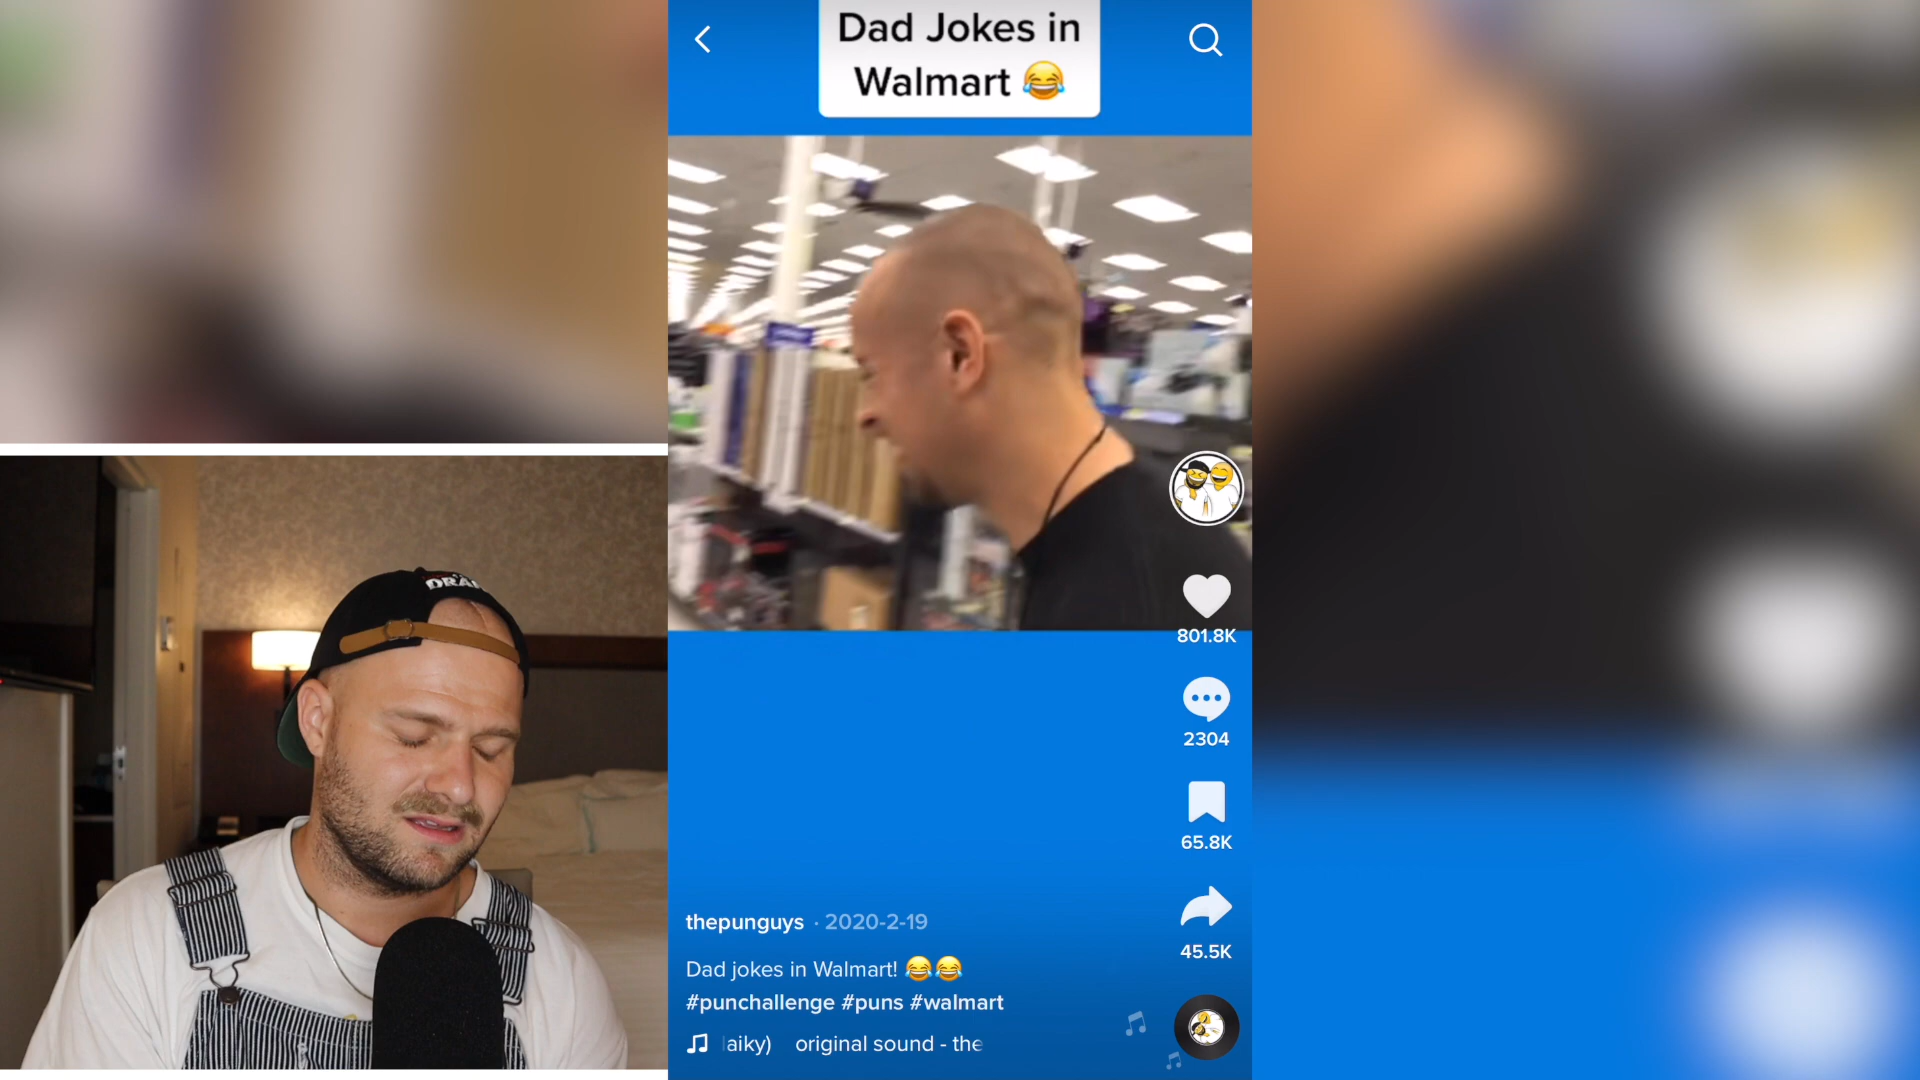 Dad Jokes in
Walmart 😂
801.8K
2304
65.8K
45.5K
thepunguys · 2020-2-19
Dad jokes in Walmart! 😂😂
#punchallenge #puns #walmart
aiky) original sound - the